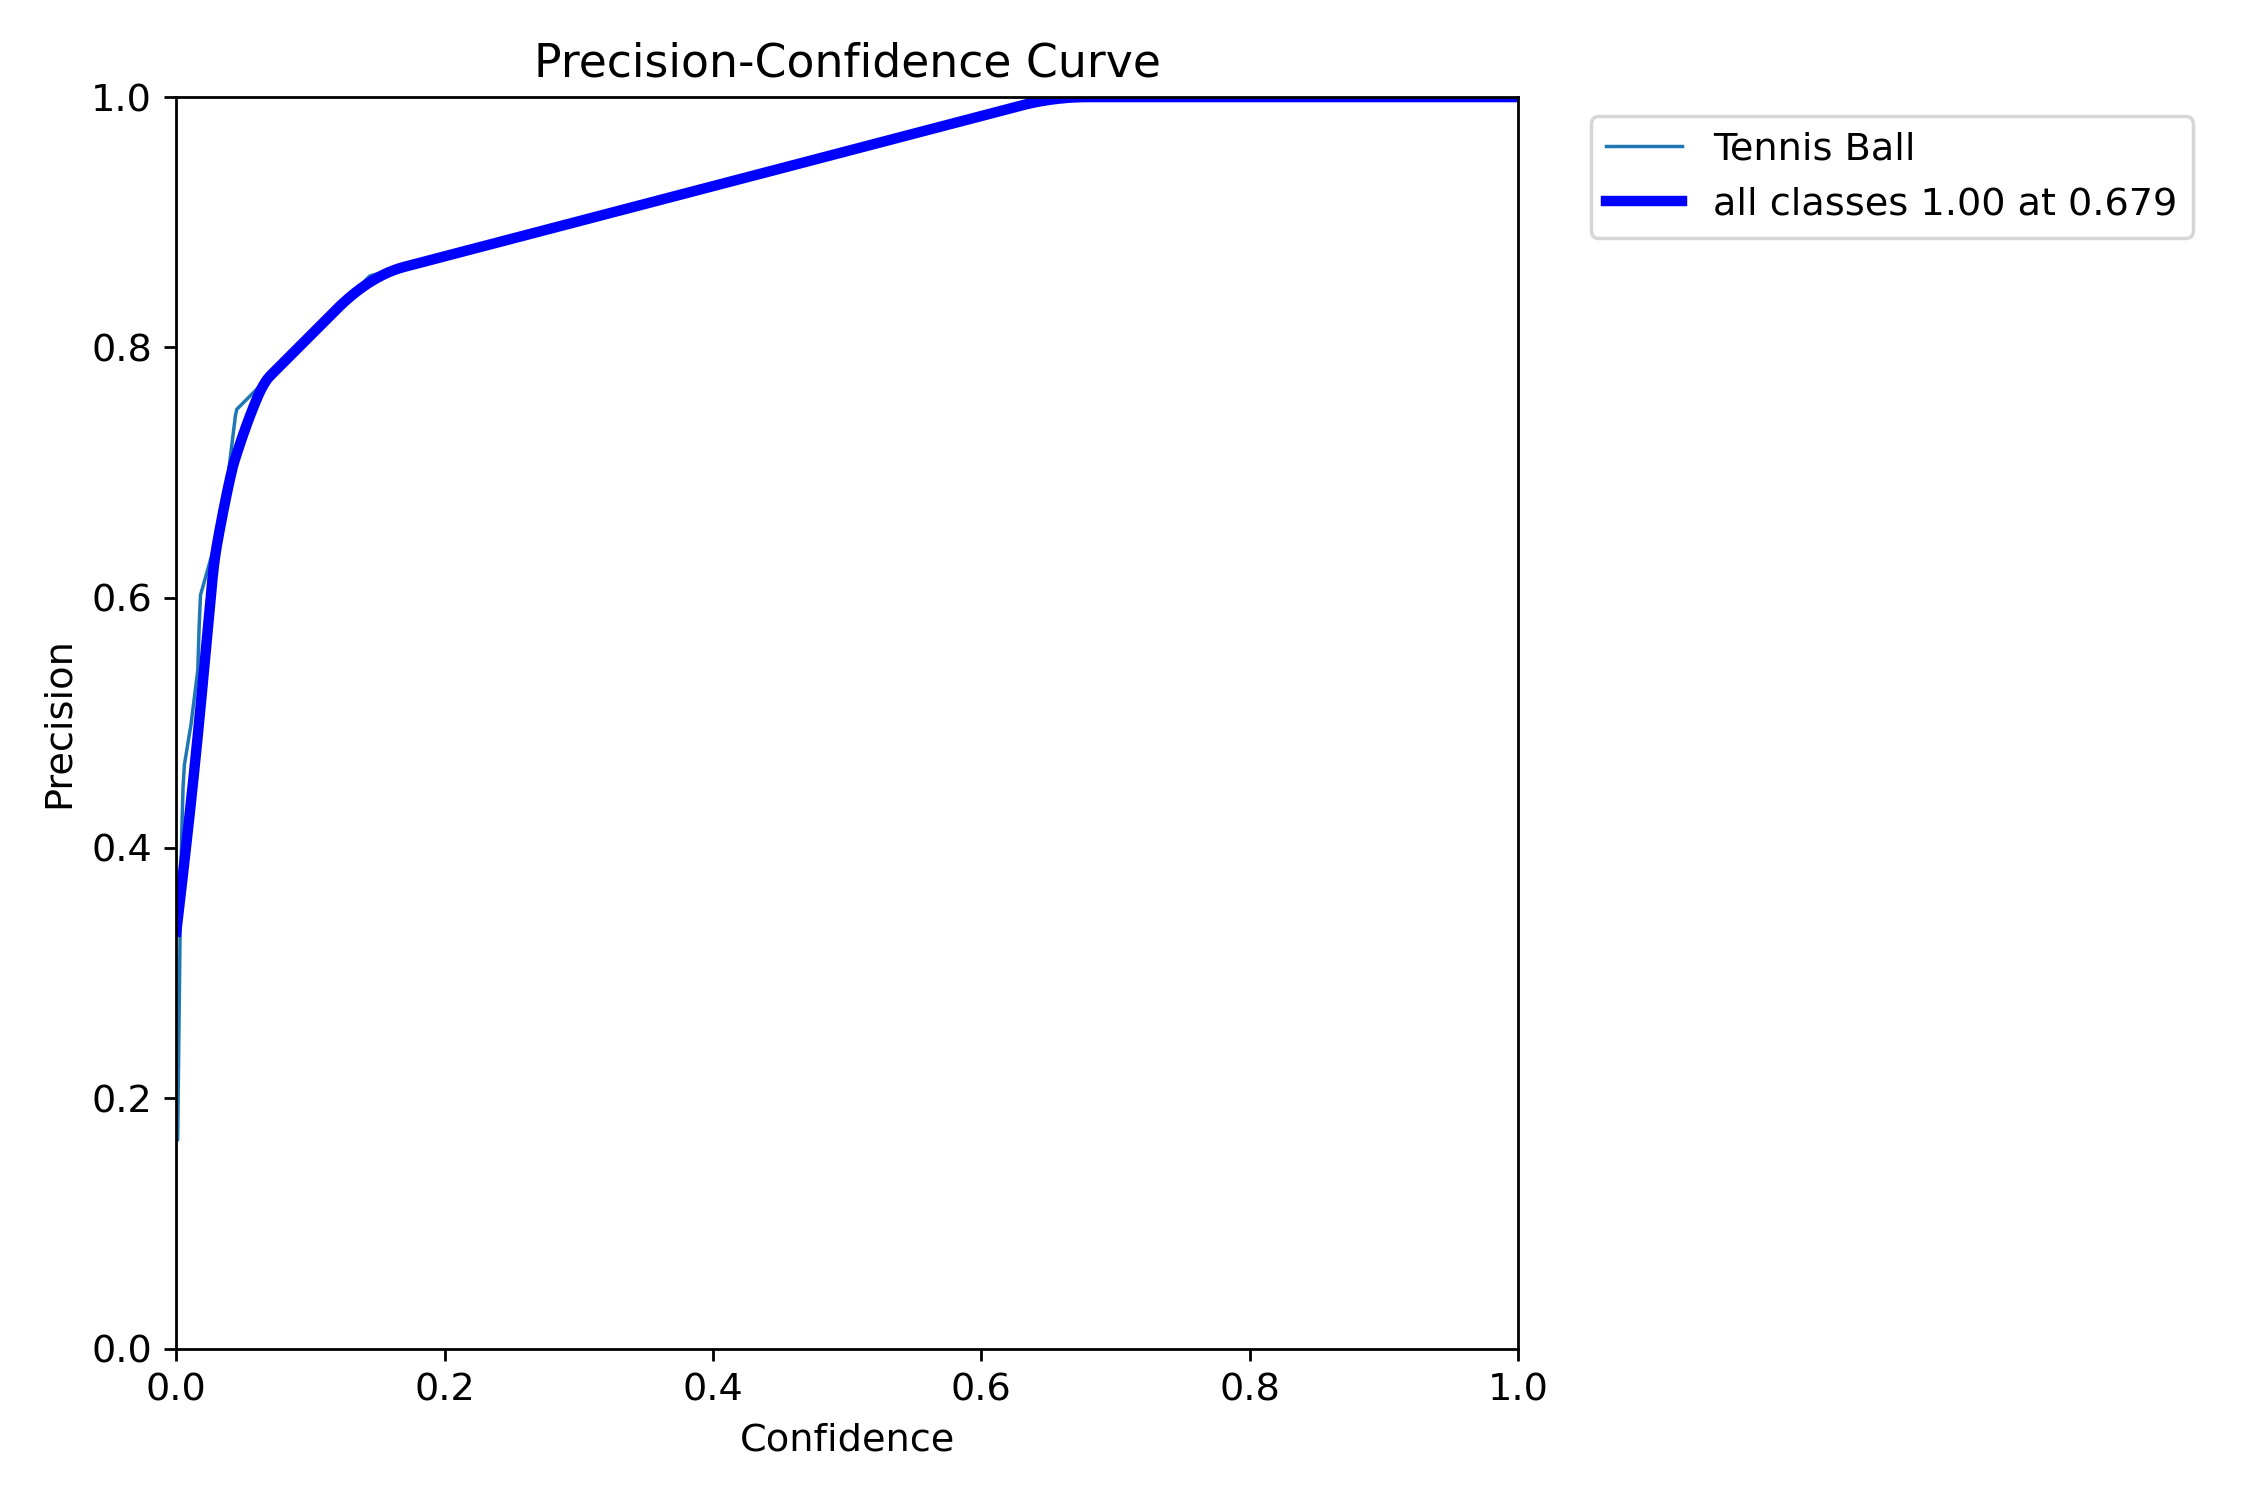 Precision-Confidence Curve
1.0
0.8
0.6
0.4
0.2
0.0
Precision
0.0 0.2 0.4 0.6 0.8 1.0
Confidence
Tennis Ball
all classes 1.00 at 0.679